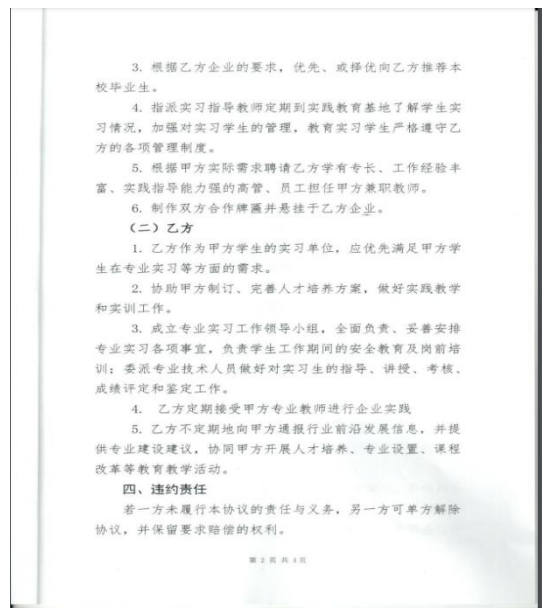 3. 根据乙方企业的要求，优先、或择优向乙方推荐本
校毕业生。
4. 指派实习指导教师定期到实践教育基地了解学生实
习情况，加强对实习学生的管理，教育实习学生严格遵守乙
方的各项管理制度。
5. 根据甲方实际需求聘请乙方学有专长、工作经验丰
富、实践指导能力强的高管、员工担任甲方兼职教师。
6. 制作双方合作牌匾并悬挂于乙方企业。
（二）乙方
1. 乙方作为甲方学生的实习单位，应优先满足甲方学
生在专业实习等方面的需求。
2. 协助甲方制订、完善人才培养方案，做好实践教学
和实训工作。
3. 成立专业实习工作领导小组，全面负责、妥善安排
专业实习各项事宜，负责学生工作期间的安全教育及岗前培
训；委派专业技术人员做好对实习生的指导、讲授、考核、
成绩评定和鉴定工作。
4. 乙方定期接受甲方专业教师进行企业实践
5. 乙方不定期地向甲方通报行业前沿发展信息，并提
供专业建设建议，协同甲方开展人才培养、专业设置、课程
改革等教育教学活动。
四、违约责任
若一方未履行本协议的责任与义务，另一方可单方解除
协议，并保留要求赔偿的权利。
第 2 页 共 4 页